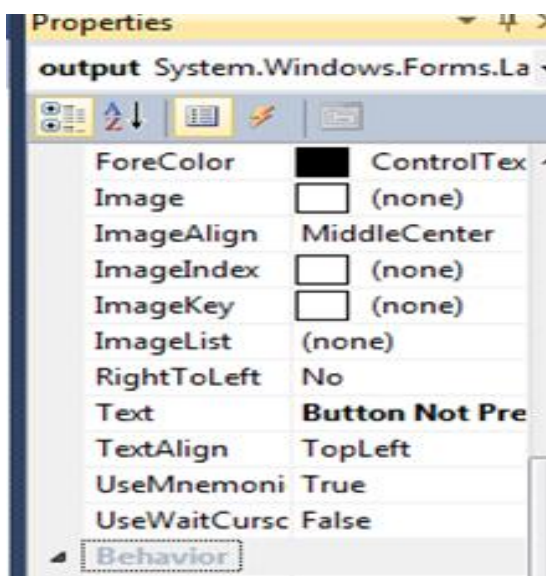 Properties
output System.Windows.Forms.La
ForeColor ControlTex
Image (none)
ImageAlign MiddleCenter
ImageIndex (none)
ImageKey (none)
ImageList (none)
RightToLeft No
Text Button Not Pre
TextAlign TopLeft
UseMnemoni True
UseWaitCursc False
Behavior